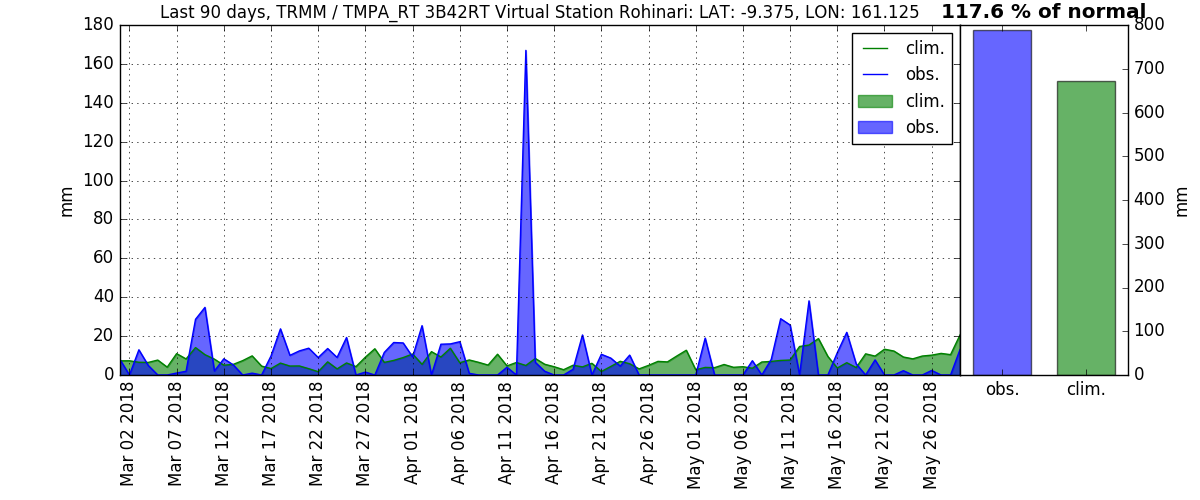 Last 90 days, TRMM / TMPA_RT 3B42RT Virtual Station Rohinari: LAT: -9.375, LON: 161.125
117.6 % of normal
180
160
140
120
100
80
60
40
20
0
mm
clim.
obs.
clim.
obs.
Mar 02 2018
Mar 07 2018
Mar 12 2018
Mar 17 2018
Mar 22 2018
Mar 27 2018
Apr 01 2018
Apr 06 2018
Apr 11 2018
Apr 16 2018
Apr 21 2018
Apr 26 2018
May 01 2018
May 06 2018
May 11 2018
May 16 2018
May 21 2018
May 26 2018
800
700
600
500
400
300
200
100
0
mm
obs.
clim.